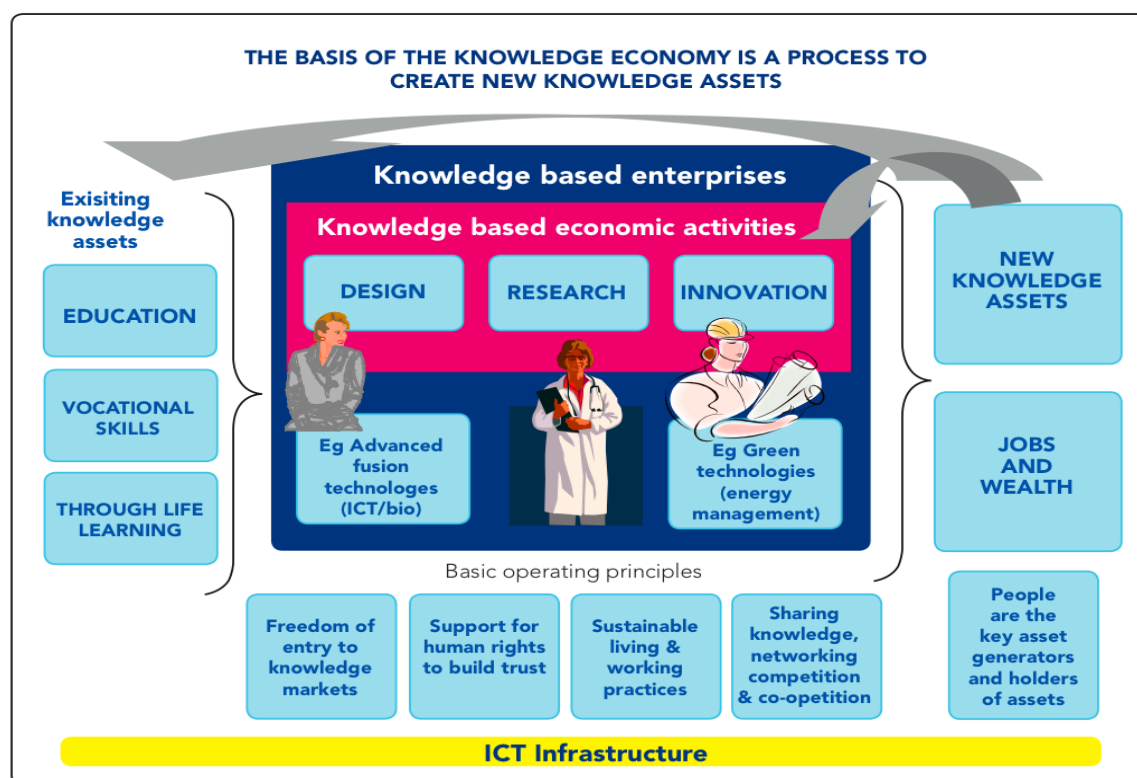 THE BASIS OF THE KNOWLEDGE ECONOMY IS A PROCESS TO
CREATE NEW KNOWLEDGE ASSETS
Knowledge based enterprises
Knowledge based economic activities
Exisiting
knowledge
assets
EDUCATION
VOCATIONAL
SKILLS
THROUGH LIFE
LEARNING
DESIGN
RESEARCH
INNOVATION
Eg Advanced
fusion
technologes
(ICT/bio)
Eg Green
technologies
(energy
management)
NEW
KNOWLEDGE
ASSETS
JOBS
AND
WEALTH
Basic operating principles
Freedom of
entry to
knowledge
markets
Support for
human rights
to build trust
Sustainable
living &
working
practices
Sharing
knowledge,
networking
competition
& co-opetition
People
are the
key asset
generators
and holders
of assets
ICT Infrastructure